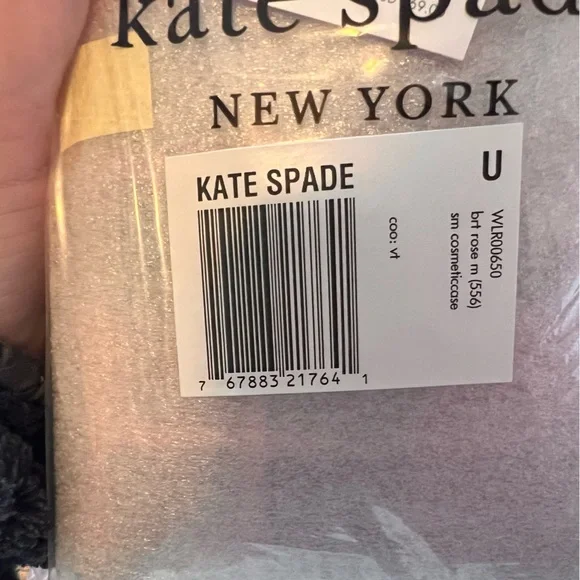 kate spad
NEW YORK
KATE SPADE
U
WLR00650
brt rose m (556)
sm cosmeticcase
coo: vt
7 67883 21764 1